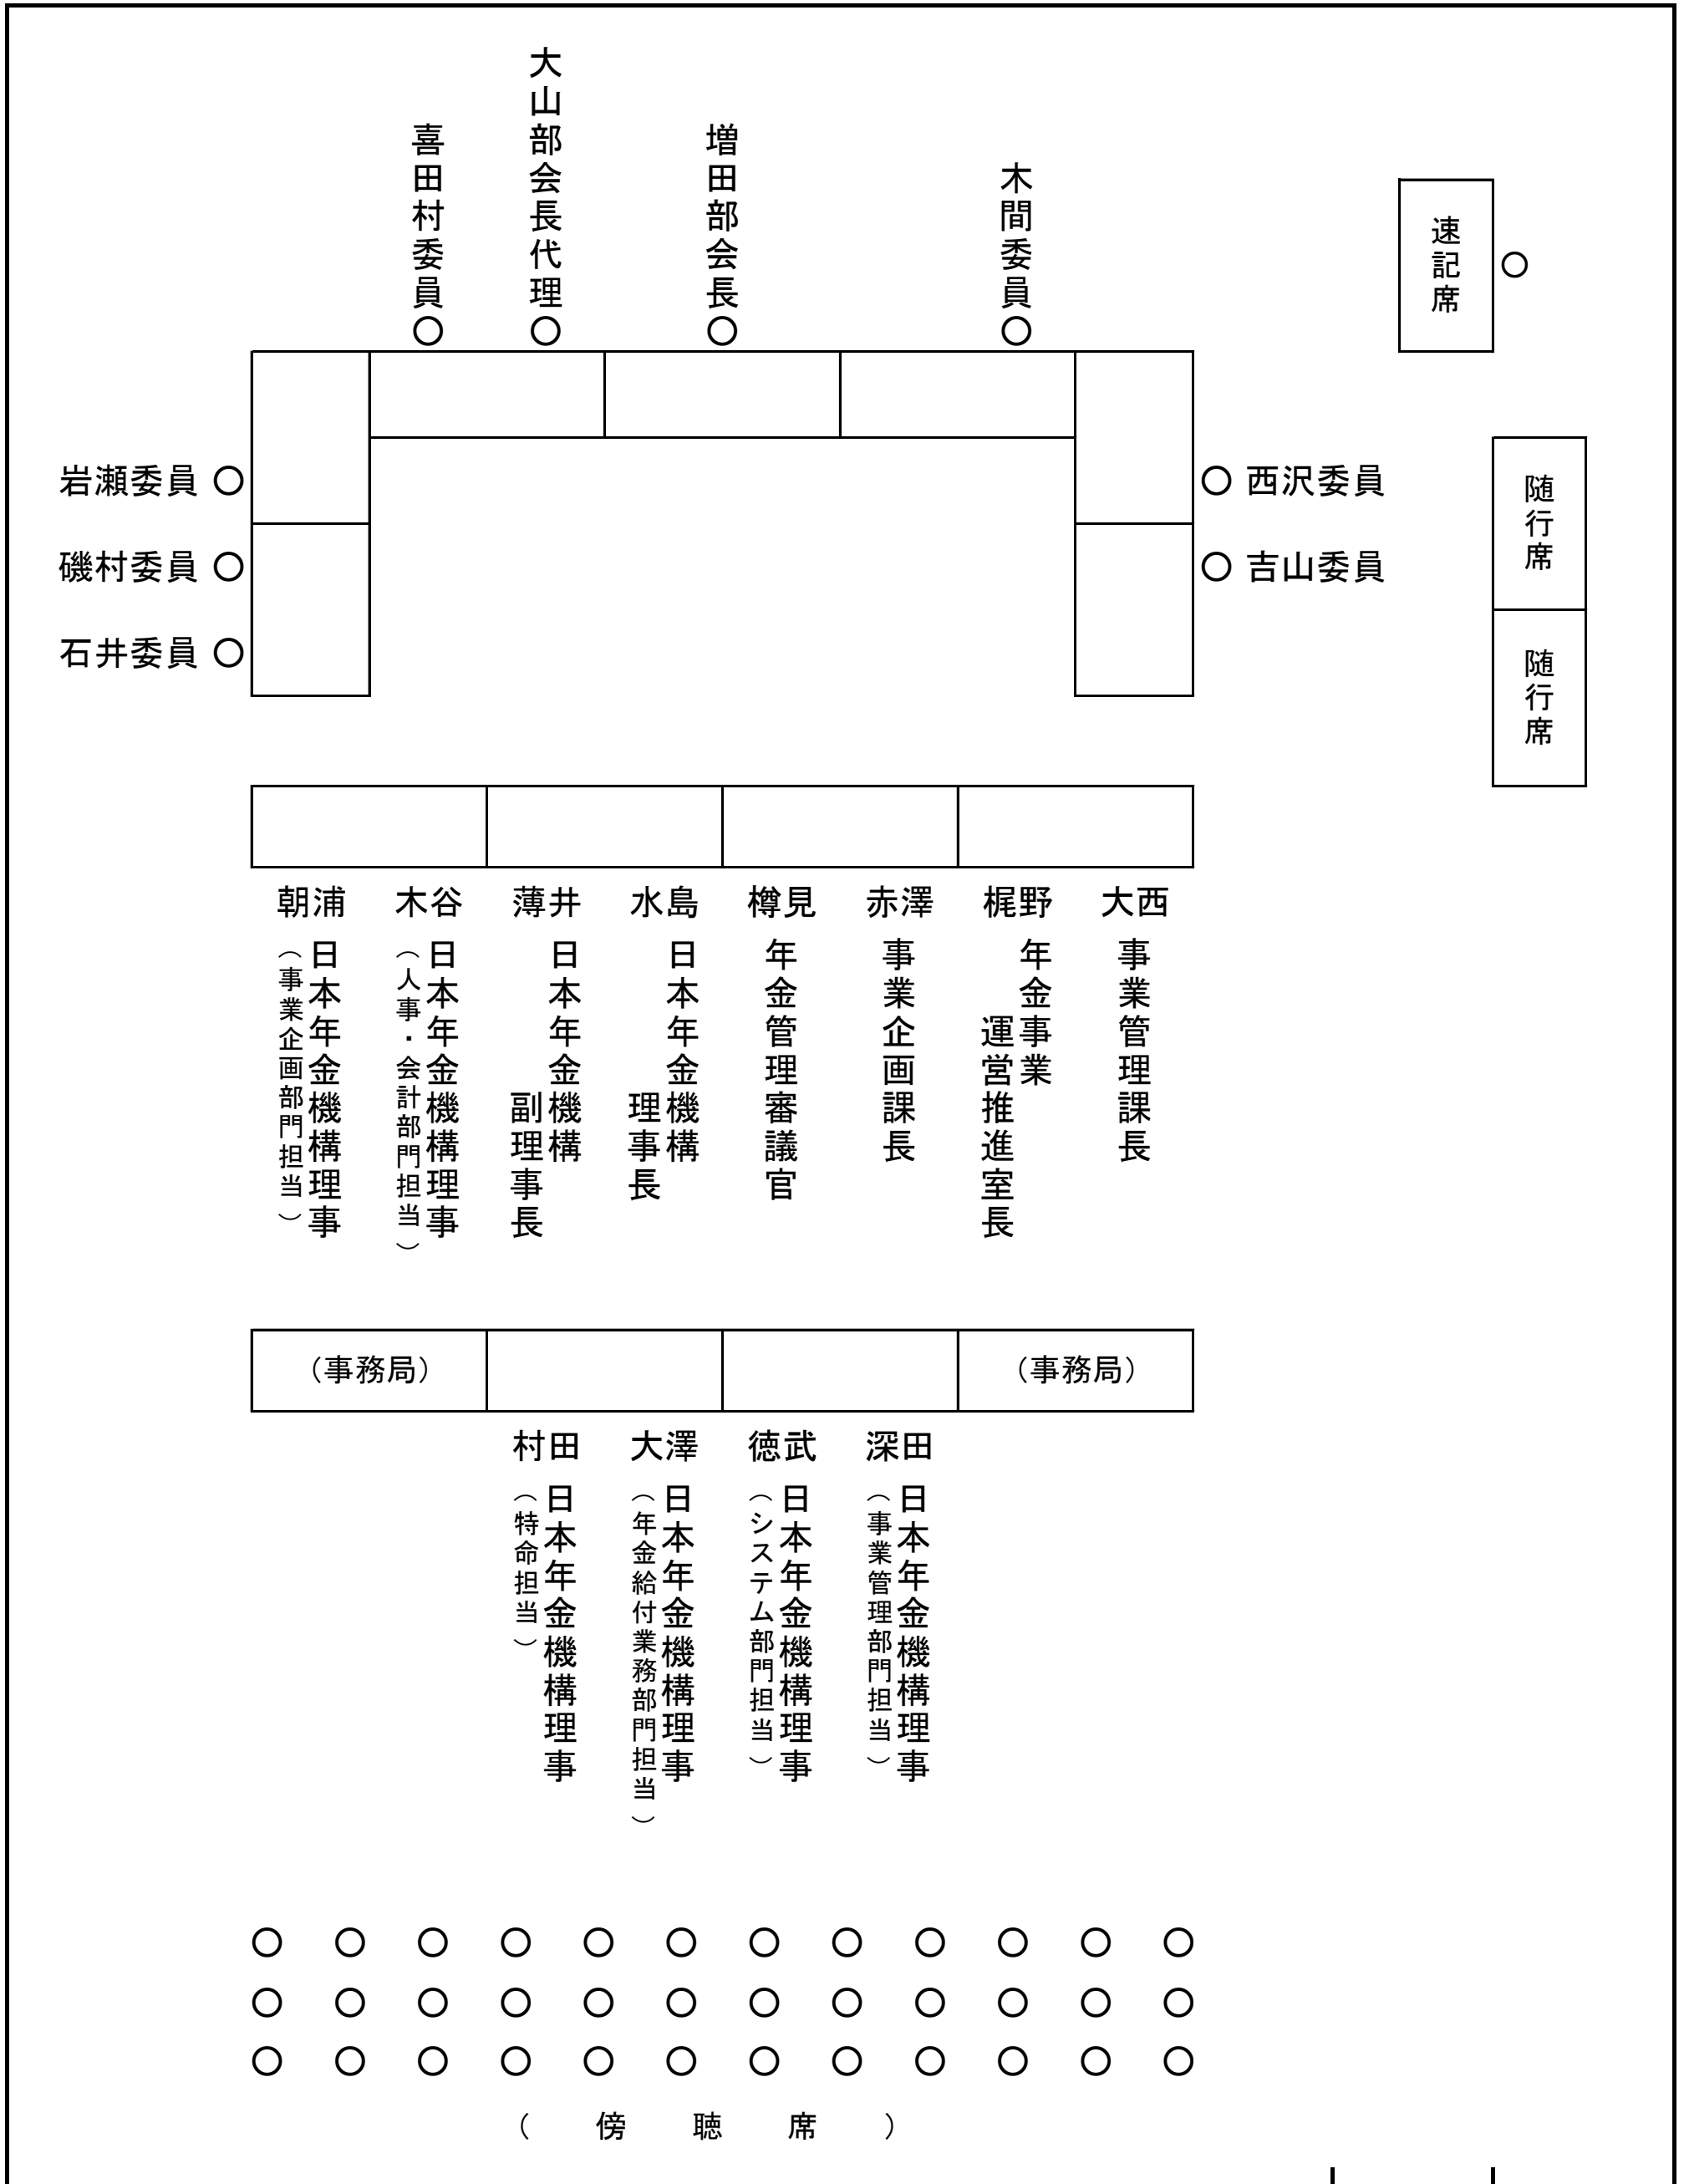 喜田村委員○
大山部会長代理○
増田部会長○
木間委員○
速記席
○
岩瀬委員 ○
磯村委員 ○
石井委員 ○
○ 西沢委員
○ 吉山委員
随行席
随行席
朝浦
日本年金機構理事
（事業企画部門担当）
木谷
日本年金機構理事
（人事・会計部門担当）
薄井
日本年金機構
副理事長
水島
日本年金機構
理事長
樽見
年金管理審議官
赤澤
事業企画課長
梶野
年金事業
運営推進室長
大西
事業管理課長
（事務局）
（事務局）
村田
日本年金機構理事
（特命担当）
大澤
日本年金機構理事
（年金給付業務部門担当）
徳武
日本年金機構理事
（システム部門担当）
深田
日本年金機構理事
（事業管理部門担当）
○ ○ ○ ○ ○ ○ ○ ○ ○ ○ ○ ○
○ ○ ○ ○ ○ ○ ○ ○ ○ ○ ○ ○
○ ○ ○ ○ ○ ○ ○ ○ ○ ○ ○ ○
（ 傍 聴 席 ）